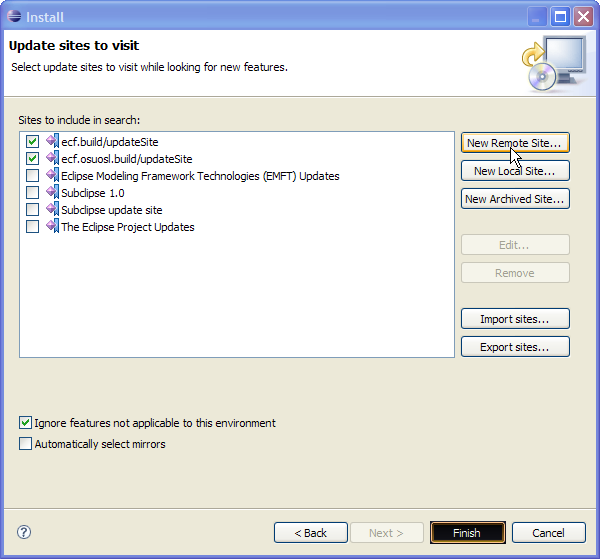 Install
Update sites to visit
Select update sites to visit while looking for new features.
Sites to include in search:
ecf.build/updateSite
ecf.osuosl.build/updateSite
Eclipse Modeling Framework Technologies (EMFT) Updates
Subclipse 1.0
Subclipse update site
The Eclipse Project Updates
New Remote Site...
New Local Site...
New Archived Site...
Edit...
Remove
Import sites...
Export sites...
Ignore features not applicable to this environment
Automatically select mirrors
?
< Back
Next >
Finish
Cancel